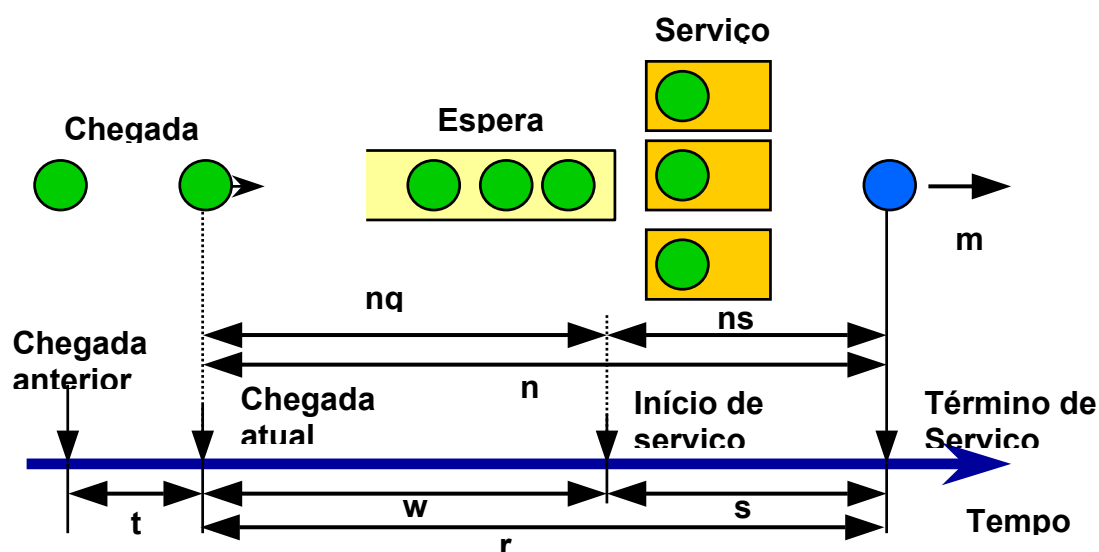 Serviço
Chegada
Espera
m
nq
ns
Chegada
anterior
n
Chegada
atual
Início de
serviço
Término de
Serviço
w
s
t
r
Tempo